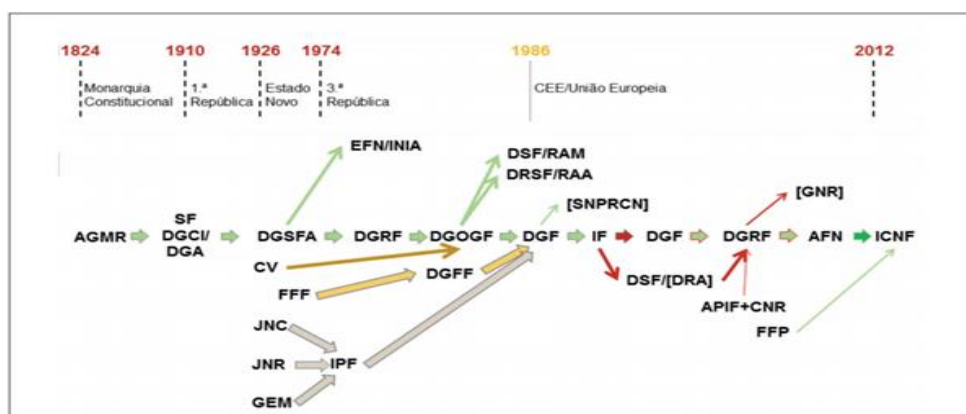 1824 1910 1926 1974 1986 2012
Monarquia
Constitucional
1.ª
República
Estado
Novo
3.ª
República
CEE/União Europeia
EFN/INIA
DSF/RAM
DRSF/RAA
[SNPRCN]
[GNR]
AGMR
SF
DGCI/
DGA
DGSFA
DGRF
DGOGF
DGF
IF
DGF
DGRF
AFN
ICNF
CV
DGFF
FFF
DSF/[DRA]
APIF+CNR
FFP
JNC
JNR
IPF
GEM